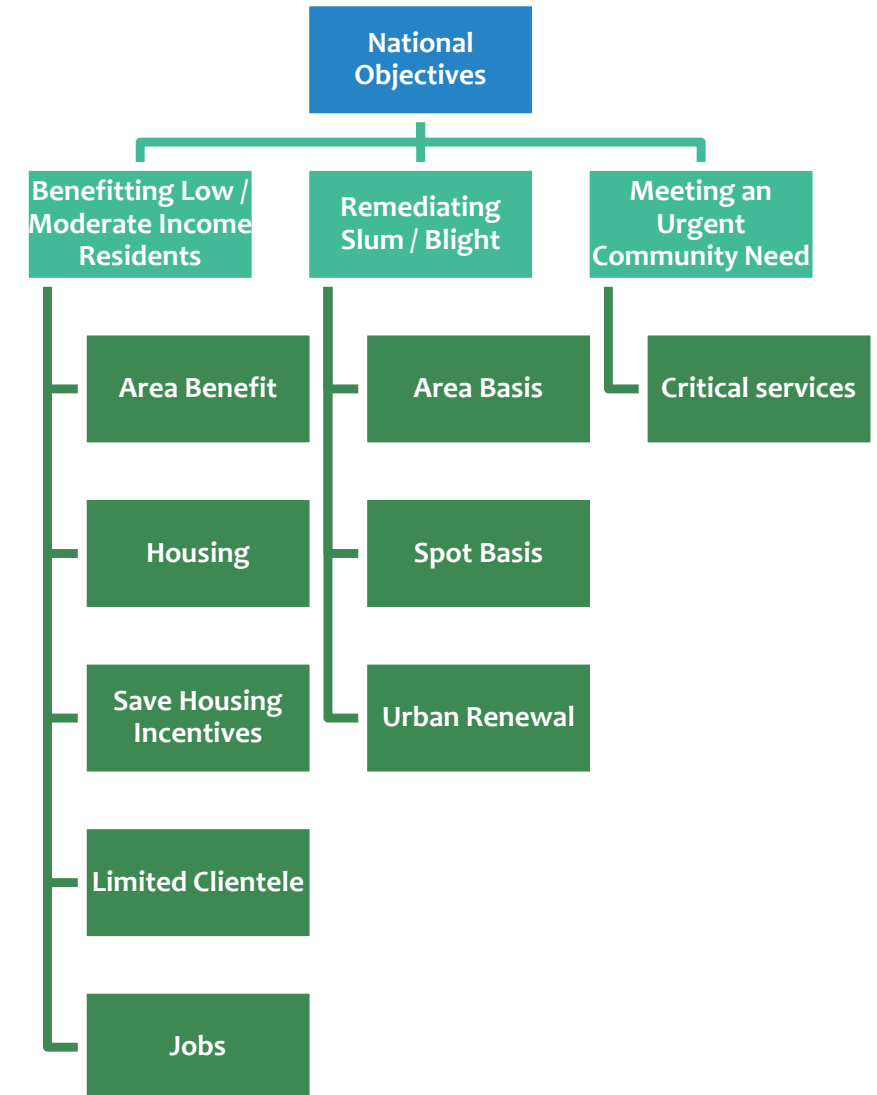 National
Objectives
Benefitting Low /
Moderate Income
Residents
Remediating
Slum / Blight
Meeting an
Urgent
Community Need
Area Benefit
Area Basis
Critical services
Housing
Spot Basis
Save Housing
Incentives
Urban Renewal
Limited Clientele
Jobs